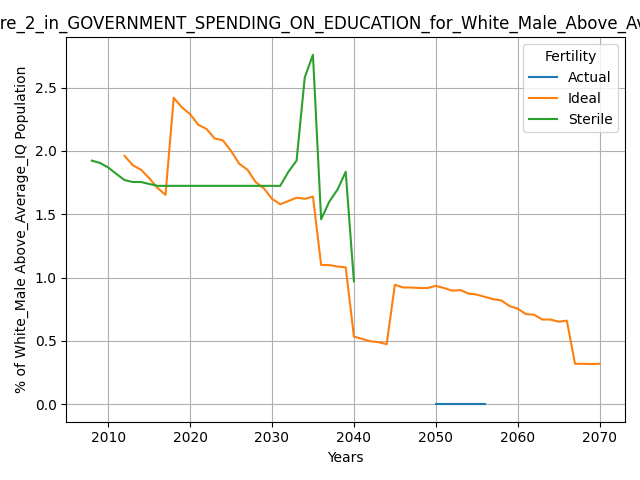 re_2_in_GOVERNMENT_SPENDING_ON_EDUCATION_for_White_Male_Above_Av
% of White_Male Above_Average_IQ Population
2.5
2.0
1.5
1.0
0.5
0.0
Fertility
Actual
Ideal
Sterile
2010 2020 2030 2040 2050 2060 2070
Years